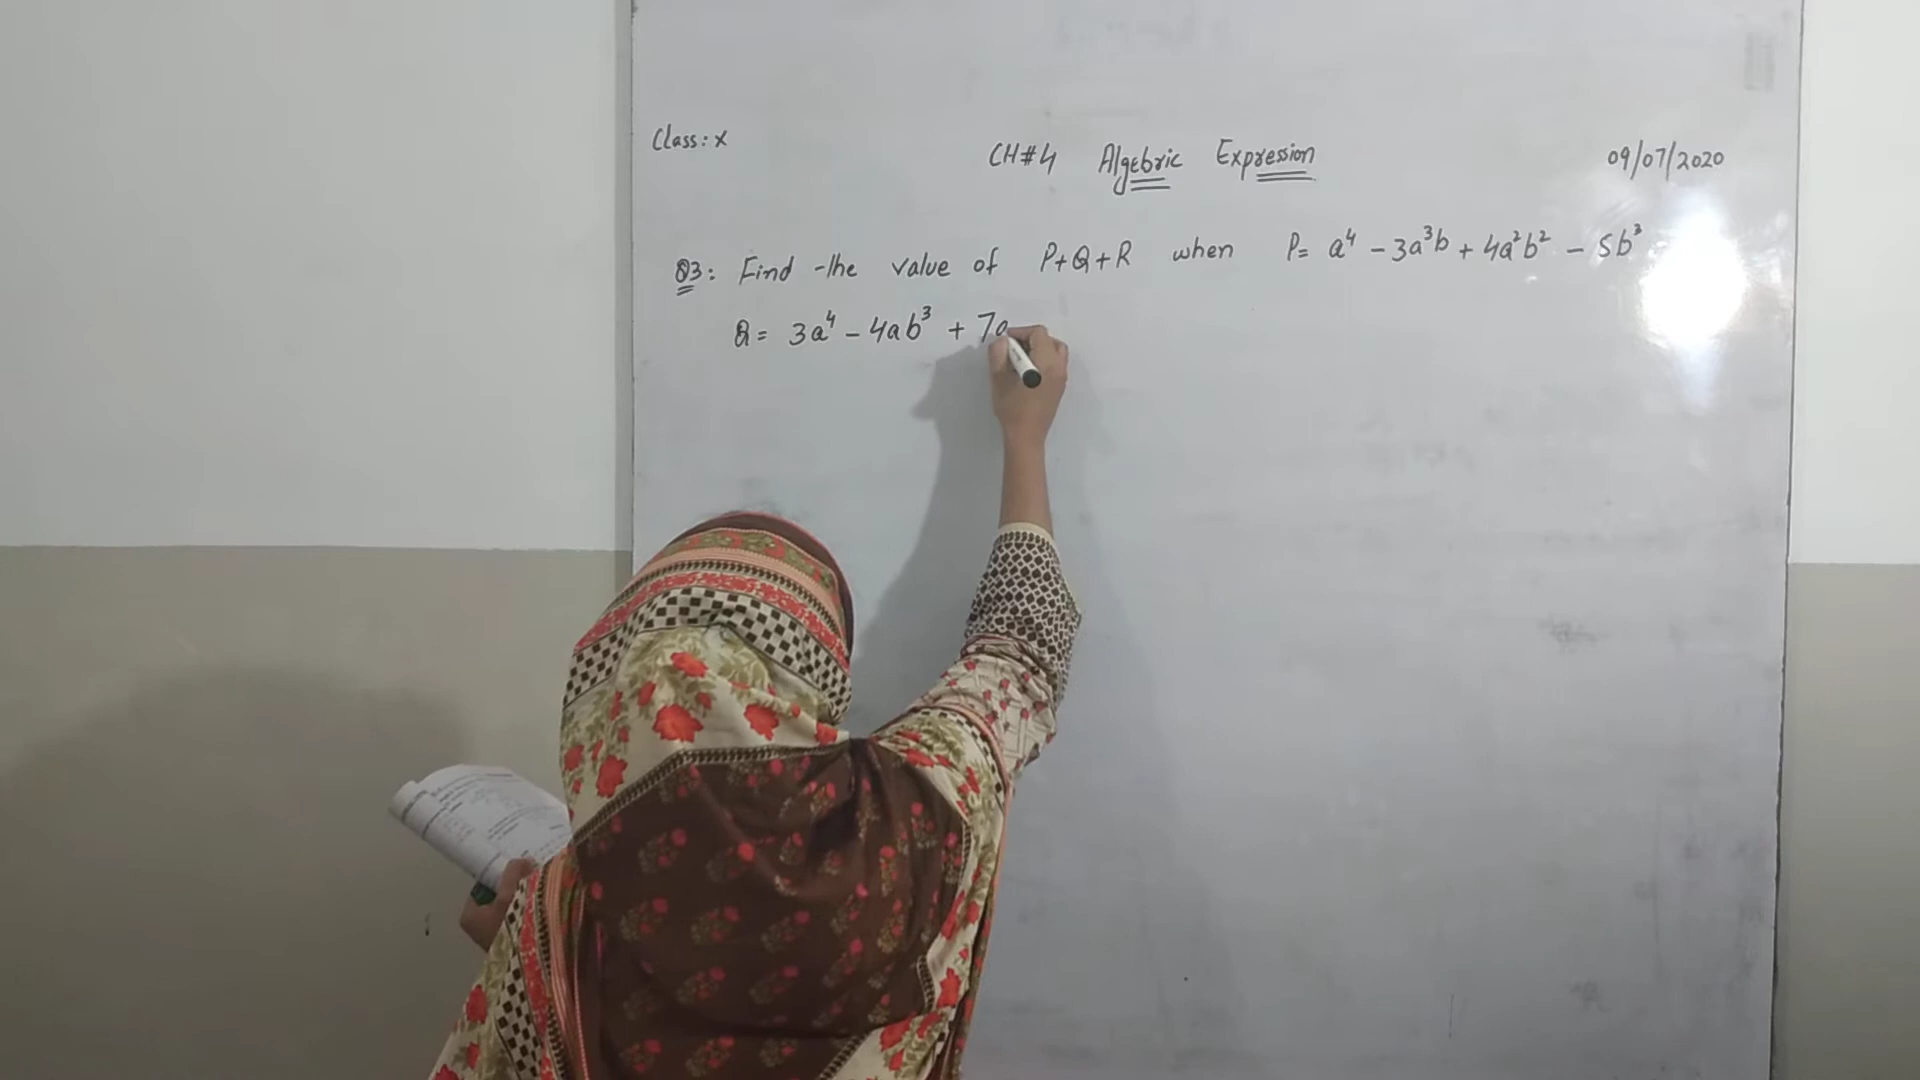 Class: X
CH#4 Algebric Expression
09/07/2020
Q3: Find the value of P+Q+R when P= a⁴ - 3a³b + 4a²b² - 5b³
Q= 3a⁴ - 4ab³ + 7a